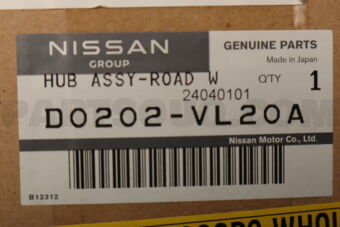 NISSAN
GROUP
GENUINE PARTS
Made in Japan
HUB ASSY-ROAD W
Q'TY 1
24040101
D0202-VL20A
Nissan Motor Co., Ltd.
B12312